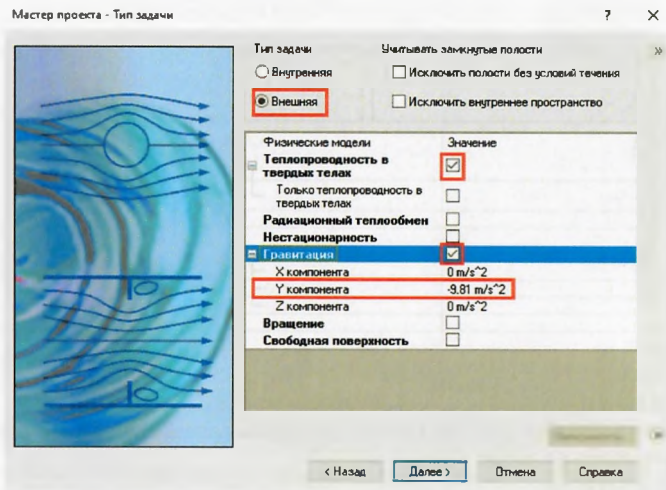 Мастер проекта - Тип задачи
?
Тип задачи
Учитывать замкнутые полости
»
Внутренняя
Исключить полости без условий течения
Внешняя
Исключить внутреннее пространство
Физические модели Значение
Теплопроводность в
твердых телах
Только теплопроводность в
твердых телах
Радиационный теплообмен
Нестационарность
Гравитация
X компонента 0 m/s^2
Y компонента -9.81 m/s^2
Z компонента 0 m/s^2
Вращение
Свободная поверхность
< Назад Далее > Отмена Справка